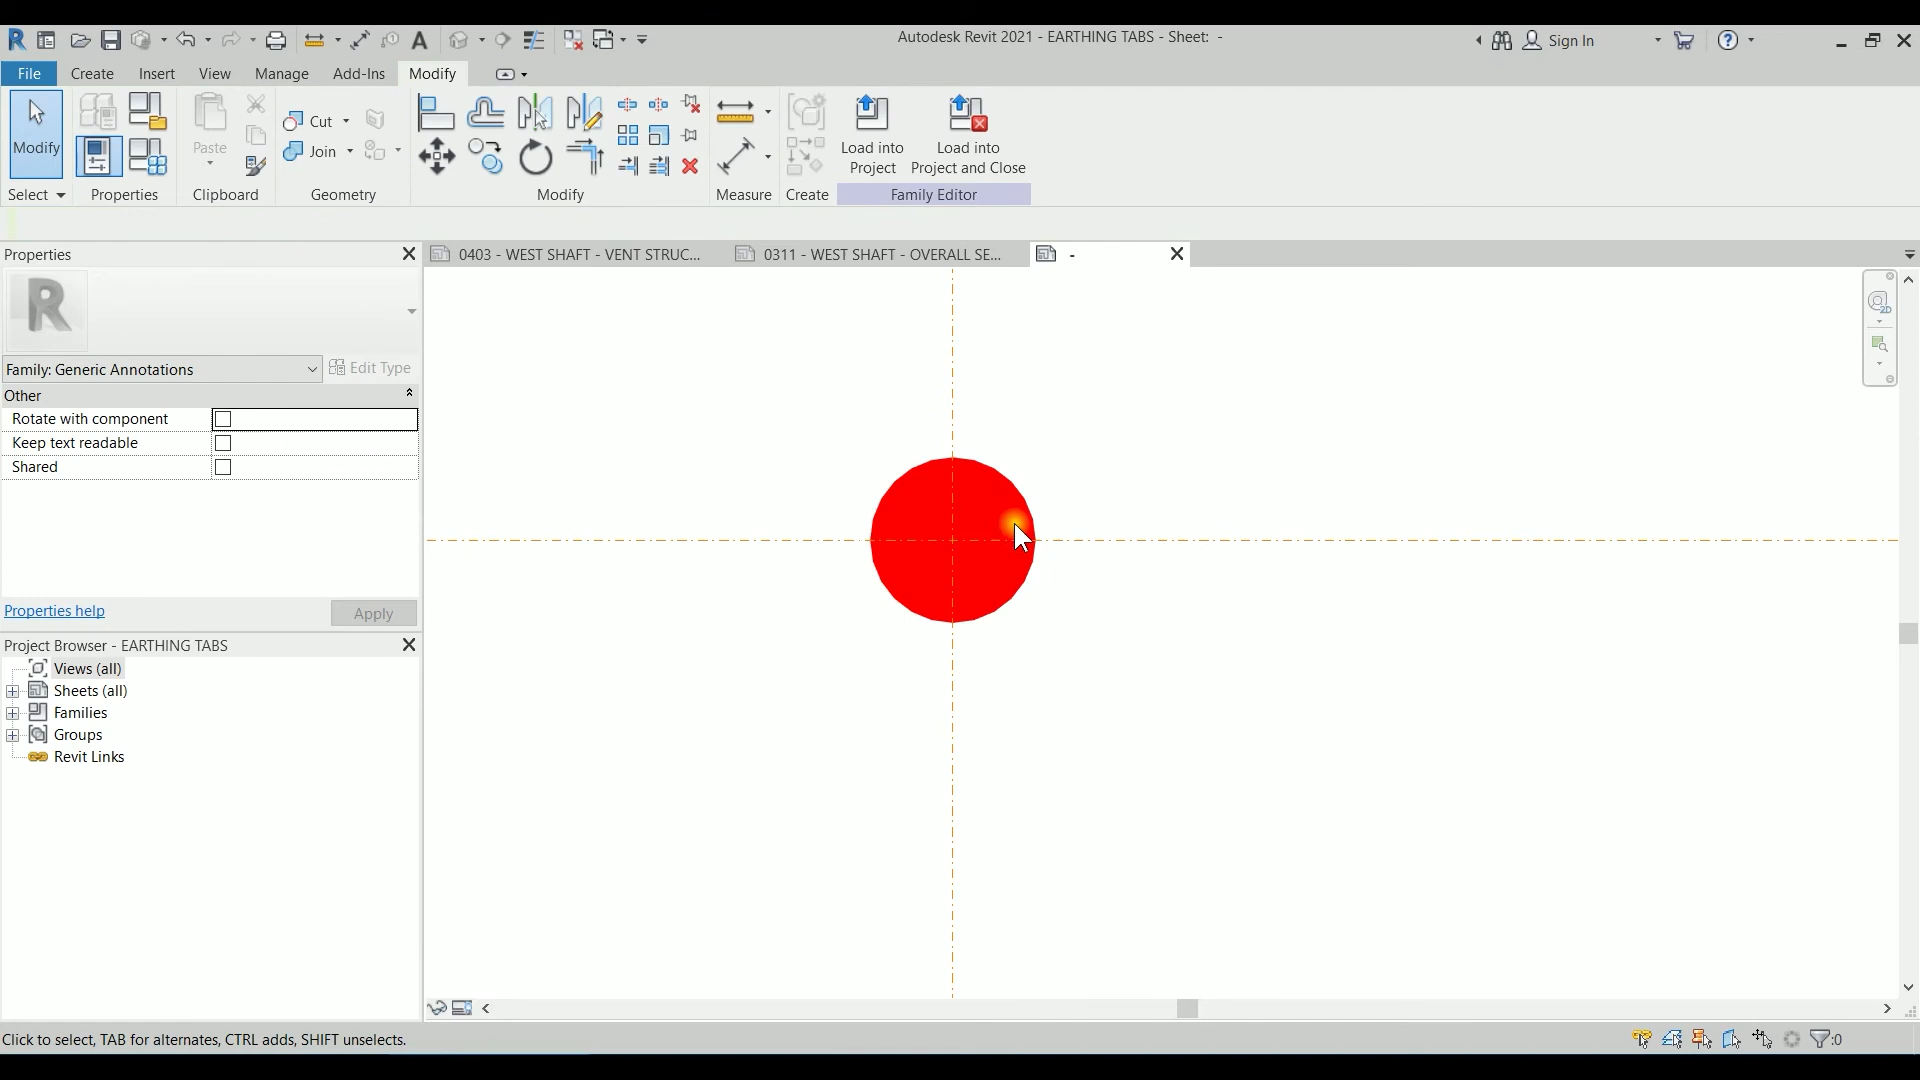 Autodesk Revit 2021 - EARTHING TABS - Sheet: -
Sign In
File Create Insert View Manage Add-Ins Modify
Modify
Paste
Cut
Join
Load into Project
Load into Project and Close
Select Properties Clipboard Geometry Modify Measure Create Family Editor
Properties
0403 - WEST SHAFT - VENT STRUC...
0311 - WEST SHAFT - OVERALL SE...
-
R
2D
Family: Generic Annotations
Edit Type
Other
Rotate with component
Keep text readable
Shared
Properties help
Apply
Project Browser - EARTHING TABS
Views (all)
Sheets (all)
Families
Groups
Revit Links
Click to select, TAB for alternates, CTRL adds, SHIFT unselects.
:0